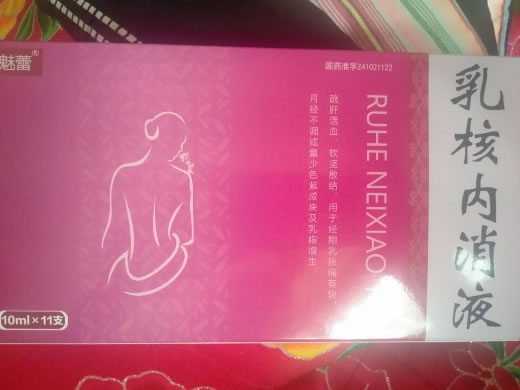 魅蕾®
国药准字Z41021122
乳核内消液
RUHE NEIXIAO
疏肝活血 软坚散结 用于经期乳胀痛有块
月经不调或量少色紫成块及乳腺增生
10ml×11支